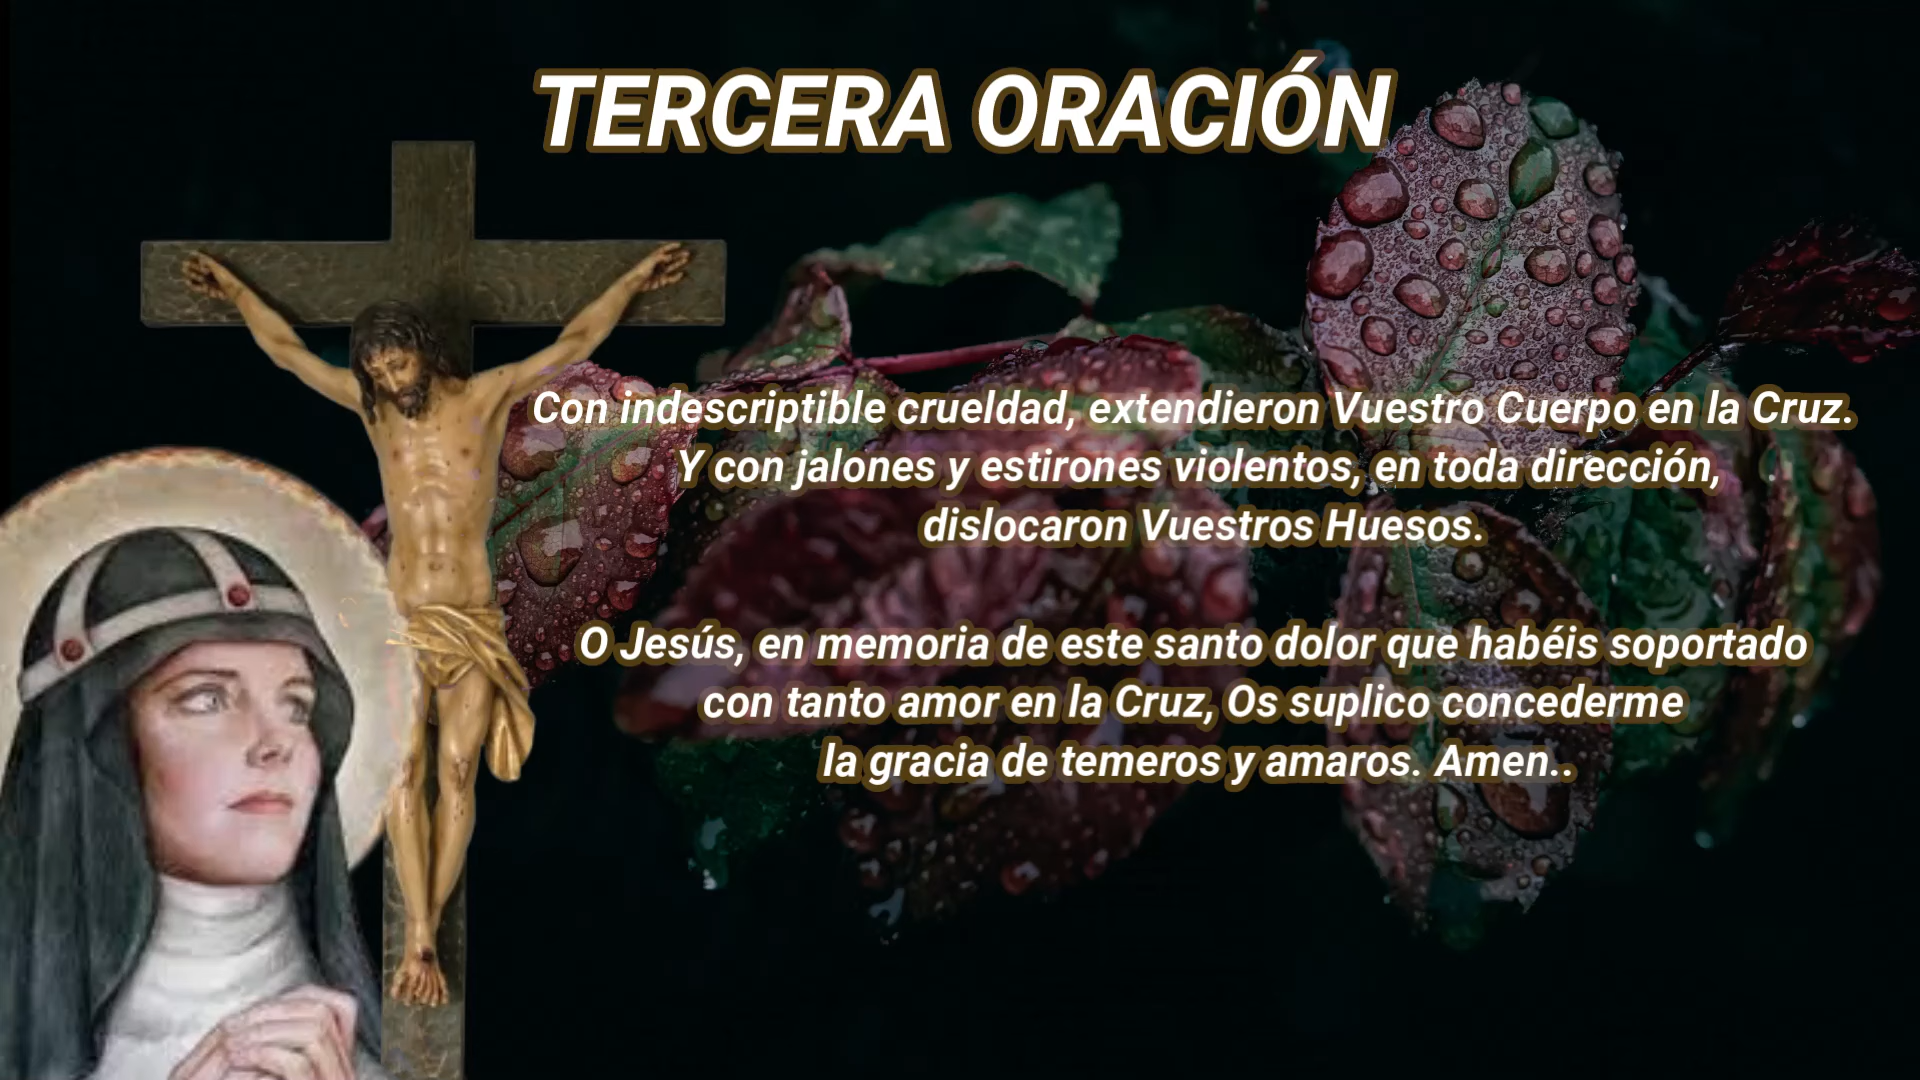 TERCERA ORACIÓN
Con indescriptible crueldad, extendieron Vuestro Cuerpo en la Cruz.
Y con jalones y estirones violentos, en toda dirección,
dislocaron Vuestros Huesos.
O Jesús, en memoria de este santo dolor que habéis soportado
con tanto amor en la Cruz, Os suplico concederme
la gracia de temeros y amaros. Amen..